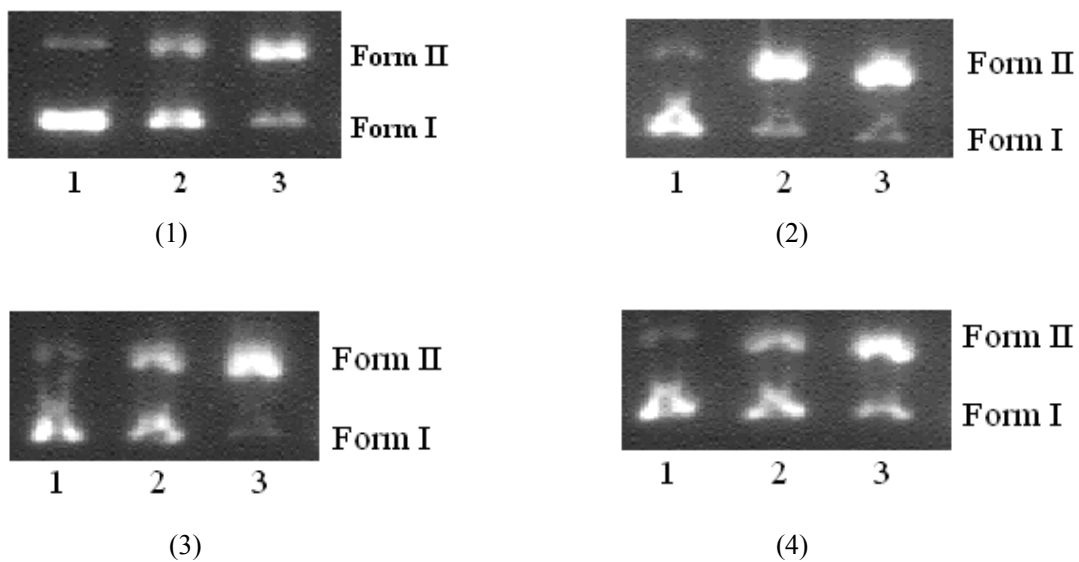 Form II
Form I
1 2 3
(1)
Form II
Form I
1 2 3
(2)
Form II
Form I
1 2 3
(3)
Form II
Form I
1 2 3
(4)